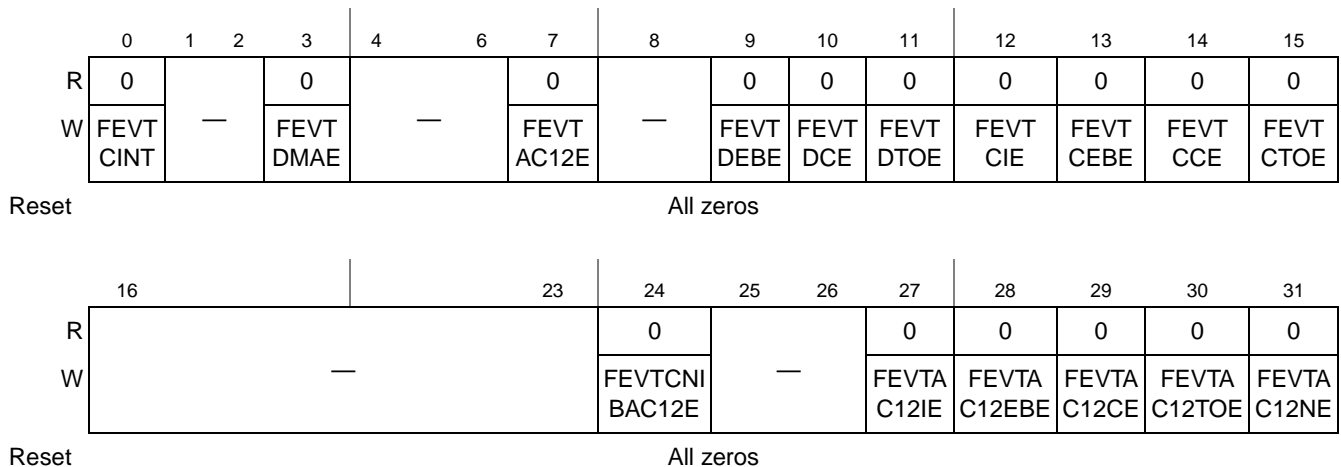 0 1 2 3 4 6 7 8 9 10 11 12 13 14 15
R 0 0 0 0 0 0 0 0 0 0
W FEVT — FEVT — FEVT — FEVT FEVT FEVT FEVT FEVT FEVT FEVT
CINT DMAE AC12E DEBE DCE DTOE CIE CEBE CCE CTOE
Reset All zeros
16 23 24 25 26 27 28 29 30 31
R 0 0 0 0 0 0
W — FEVTCNI — FEVTA FEVTA FEVTA FEVTA FEVTA
BAC12E C12IE C12EBE C12CE C12TOE C12NE
Reset All zeros